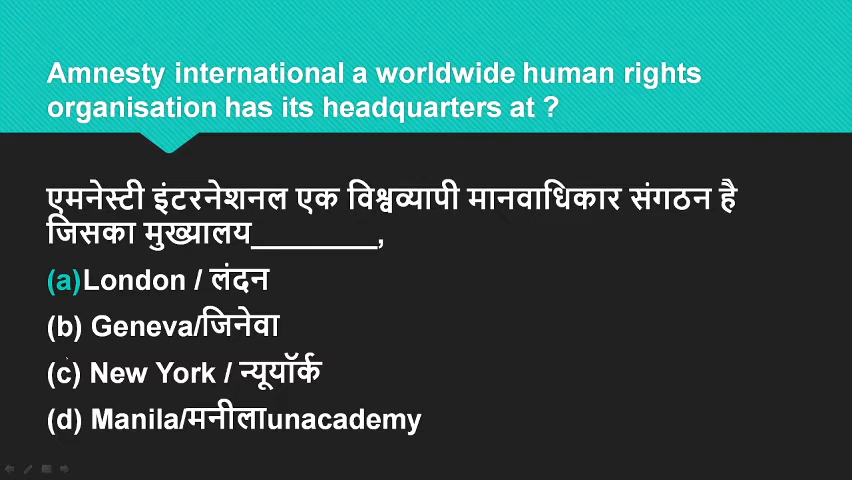 Amnesty international a worldwide human rights
organisation has its headquarters at ?
एमनेस्टी इंटरनेशनल एक विश्वव्यापी मानवाधिकार संगठन है
जिसका मुख्यालय________,
(a)London / लंदन
(b) Geneva/जिनेवा
(c) New York / न्यूयॉर्क
(d) Manila/मनीलाunacademy